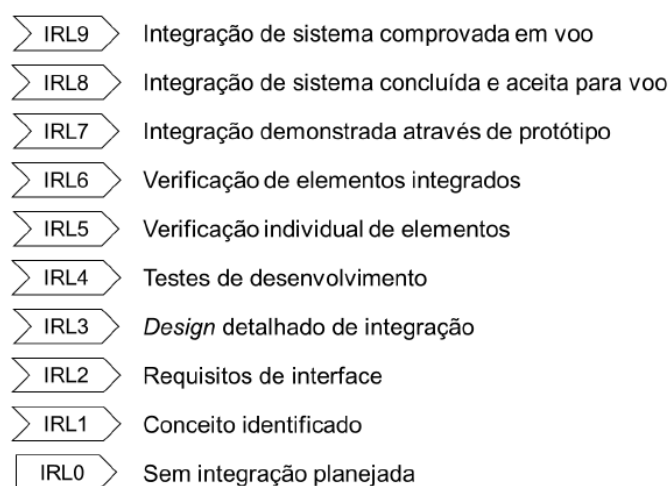 IRL9 Integração de sistema comprovada em voo
IRL8 Integração de sistema concluída e aceita para voo
IRL7 Integração demonstrada através de protótipo
IRL6 Verificação de elementos integrados
IRL5 Verificação individual de elementos
IRL4 Testes de desenvolvimento
IRL3 Design detalhado de integração
IRL2 Requisitos de interface
IRL1 Conceito identificado
IRL0 Sem integração planejada